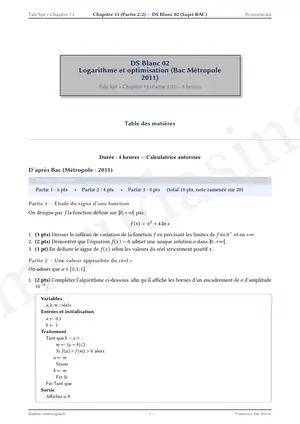 Tale Spé • Chapitre 13
Chapitre 13 (Partie 2/2) – DS Blanc 02 (Sujet BAC)
DS Blanc 02
Logarithme et optimisation (Bac Métropole
2011)
Tale Spé • Chapitre 13 (Partie 2/2) – 4 heures
Table des matières
Durée : 4 heures — Calculatrice autorisée
D'après Bac (Métropole · 2011)
Partie 1 · 6 pts • Partie 2 : 4 pts • Partie 3 · 8 pts (total 18 pts, note ramenée sur 20)
Partie 1 – Étude du signe d'une fonction
On désigne par f la fonction définie sur ]0;+∞[ par :
f(x) = x² + 4 ln x
1. (3 pts) Dresser le tableau de variation de la fonction f en précisant les limites de f en 0⁺ et en +∞.
2. (2 pts) Démontrer que l'équation f(x) = 0 admet une unique solution α dans ]0;+∞[.
3. (1 pt) En déduire le signe de f(x) selon les valeurs du réel strictement positif x.
Partie 2 – Une valeur approchée du réel α
On admet que α ∈ [0,1;1].
1. (2 pts) Compléter l'algorithme ci-dessous, afin qu'il affiche les bornes d'un encadrement de α d'amplitude
Variables
a, b, m : réels
Entrées et initialisation
a ← 0,1
b ← 1
Traitement
Tant que b − a > ...
m ← (a + b)/2
Si f(a) × f(m) > 0 alors
a ← m
Sinon
b ← m
Fin Si
Fin Tant que
Sortie
Afficher a, b
– 1 –